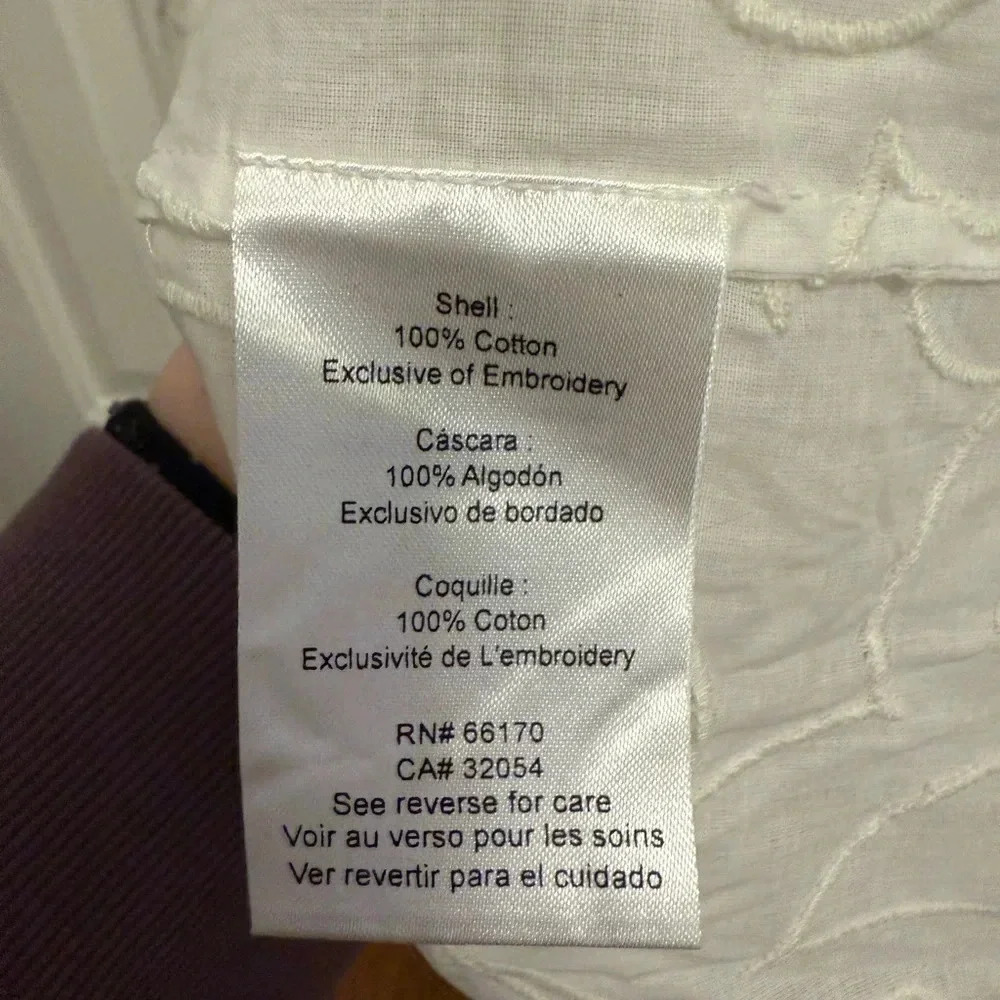 Shell :
100% Cotton
Exclusive of Embroidery
Cáscara :
100% Algodón
Exclusivo de bordado
Coquille :
100% Coton
Exclusivité de L'embroidery
RN# 66170
CA# 32054
See reverse for care
Voir au verso pour les soins
Ver revertir para el cuidado